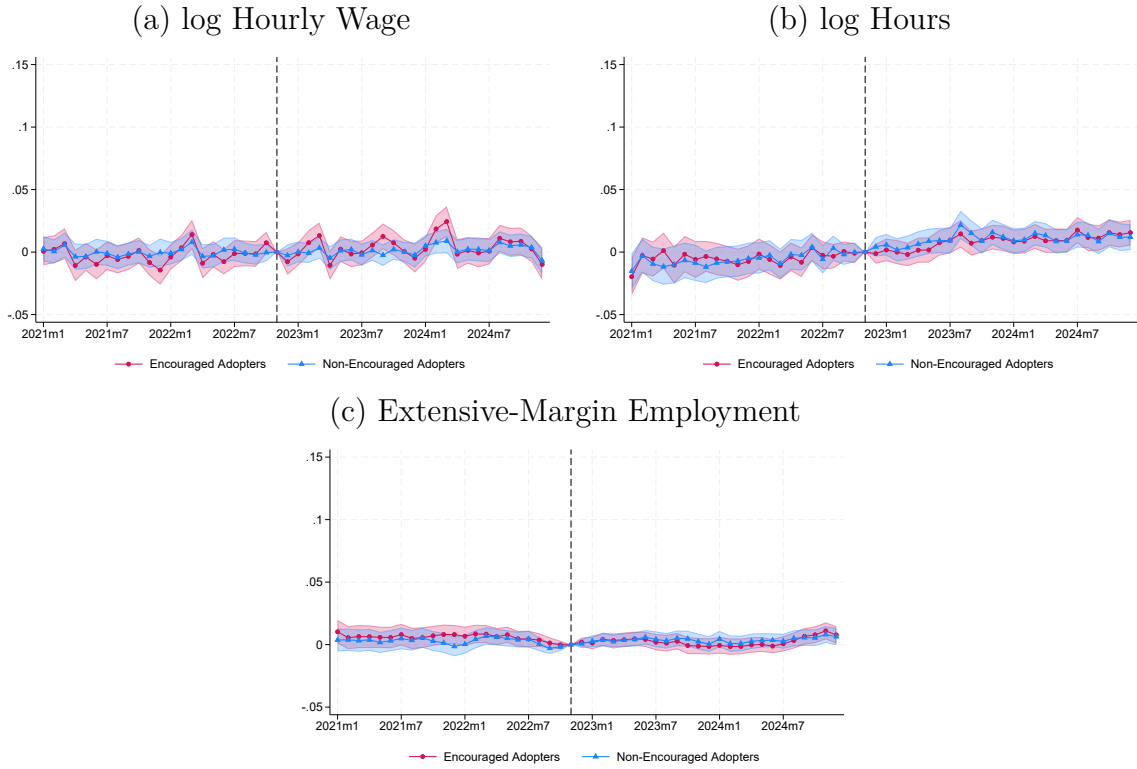 (a) log Hourly Wage
.15
.1
.05
0
-.05
2021m1 2021m7 2022m1 2022m7 2023m1 2023m7 2024m1 2024m7
Encouraged Adopters Non-Encouraged Adopters
(b) log Hours
.15
.1
.05
0
-.05
2021m1 2021m7 2022m1 2022m7 2023m1 2023m7 2024m1 2024m7
Encouraged Adopters Non-Encouraged Adopters
(c) Extensive-Margin Employment
.15
.1
.05
0
-.05
2021m1 2021m7 2022m1 2022m7 2023m1 2023m7 2024m1 2024m7
Encouraged Adopters Non-Encouraged Adopters